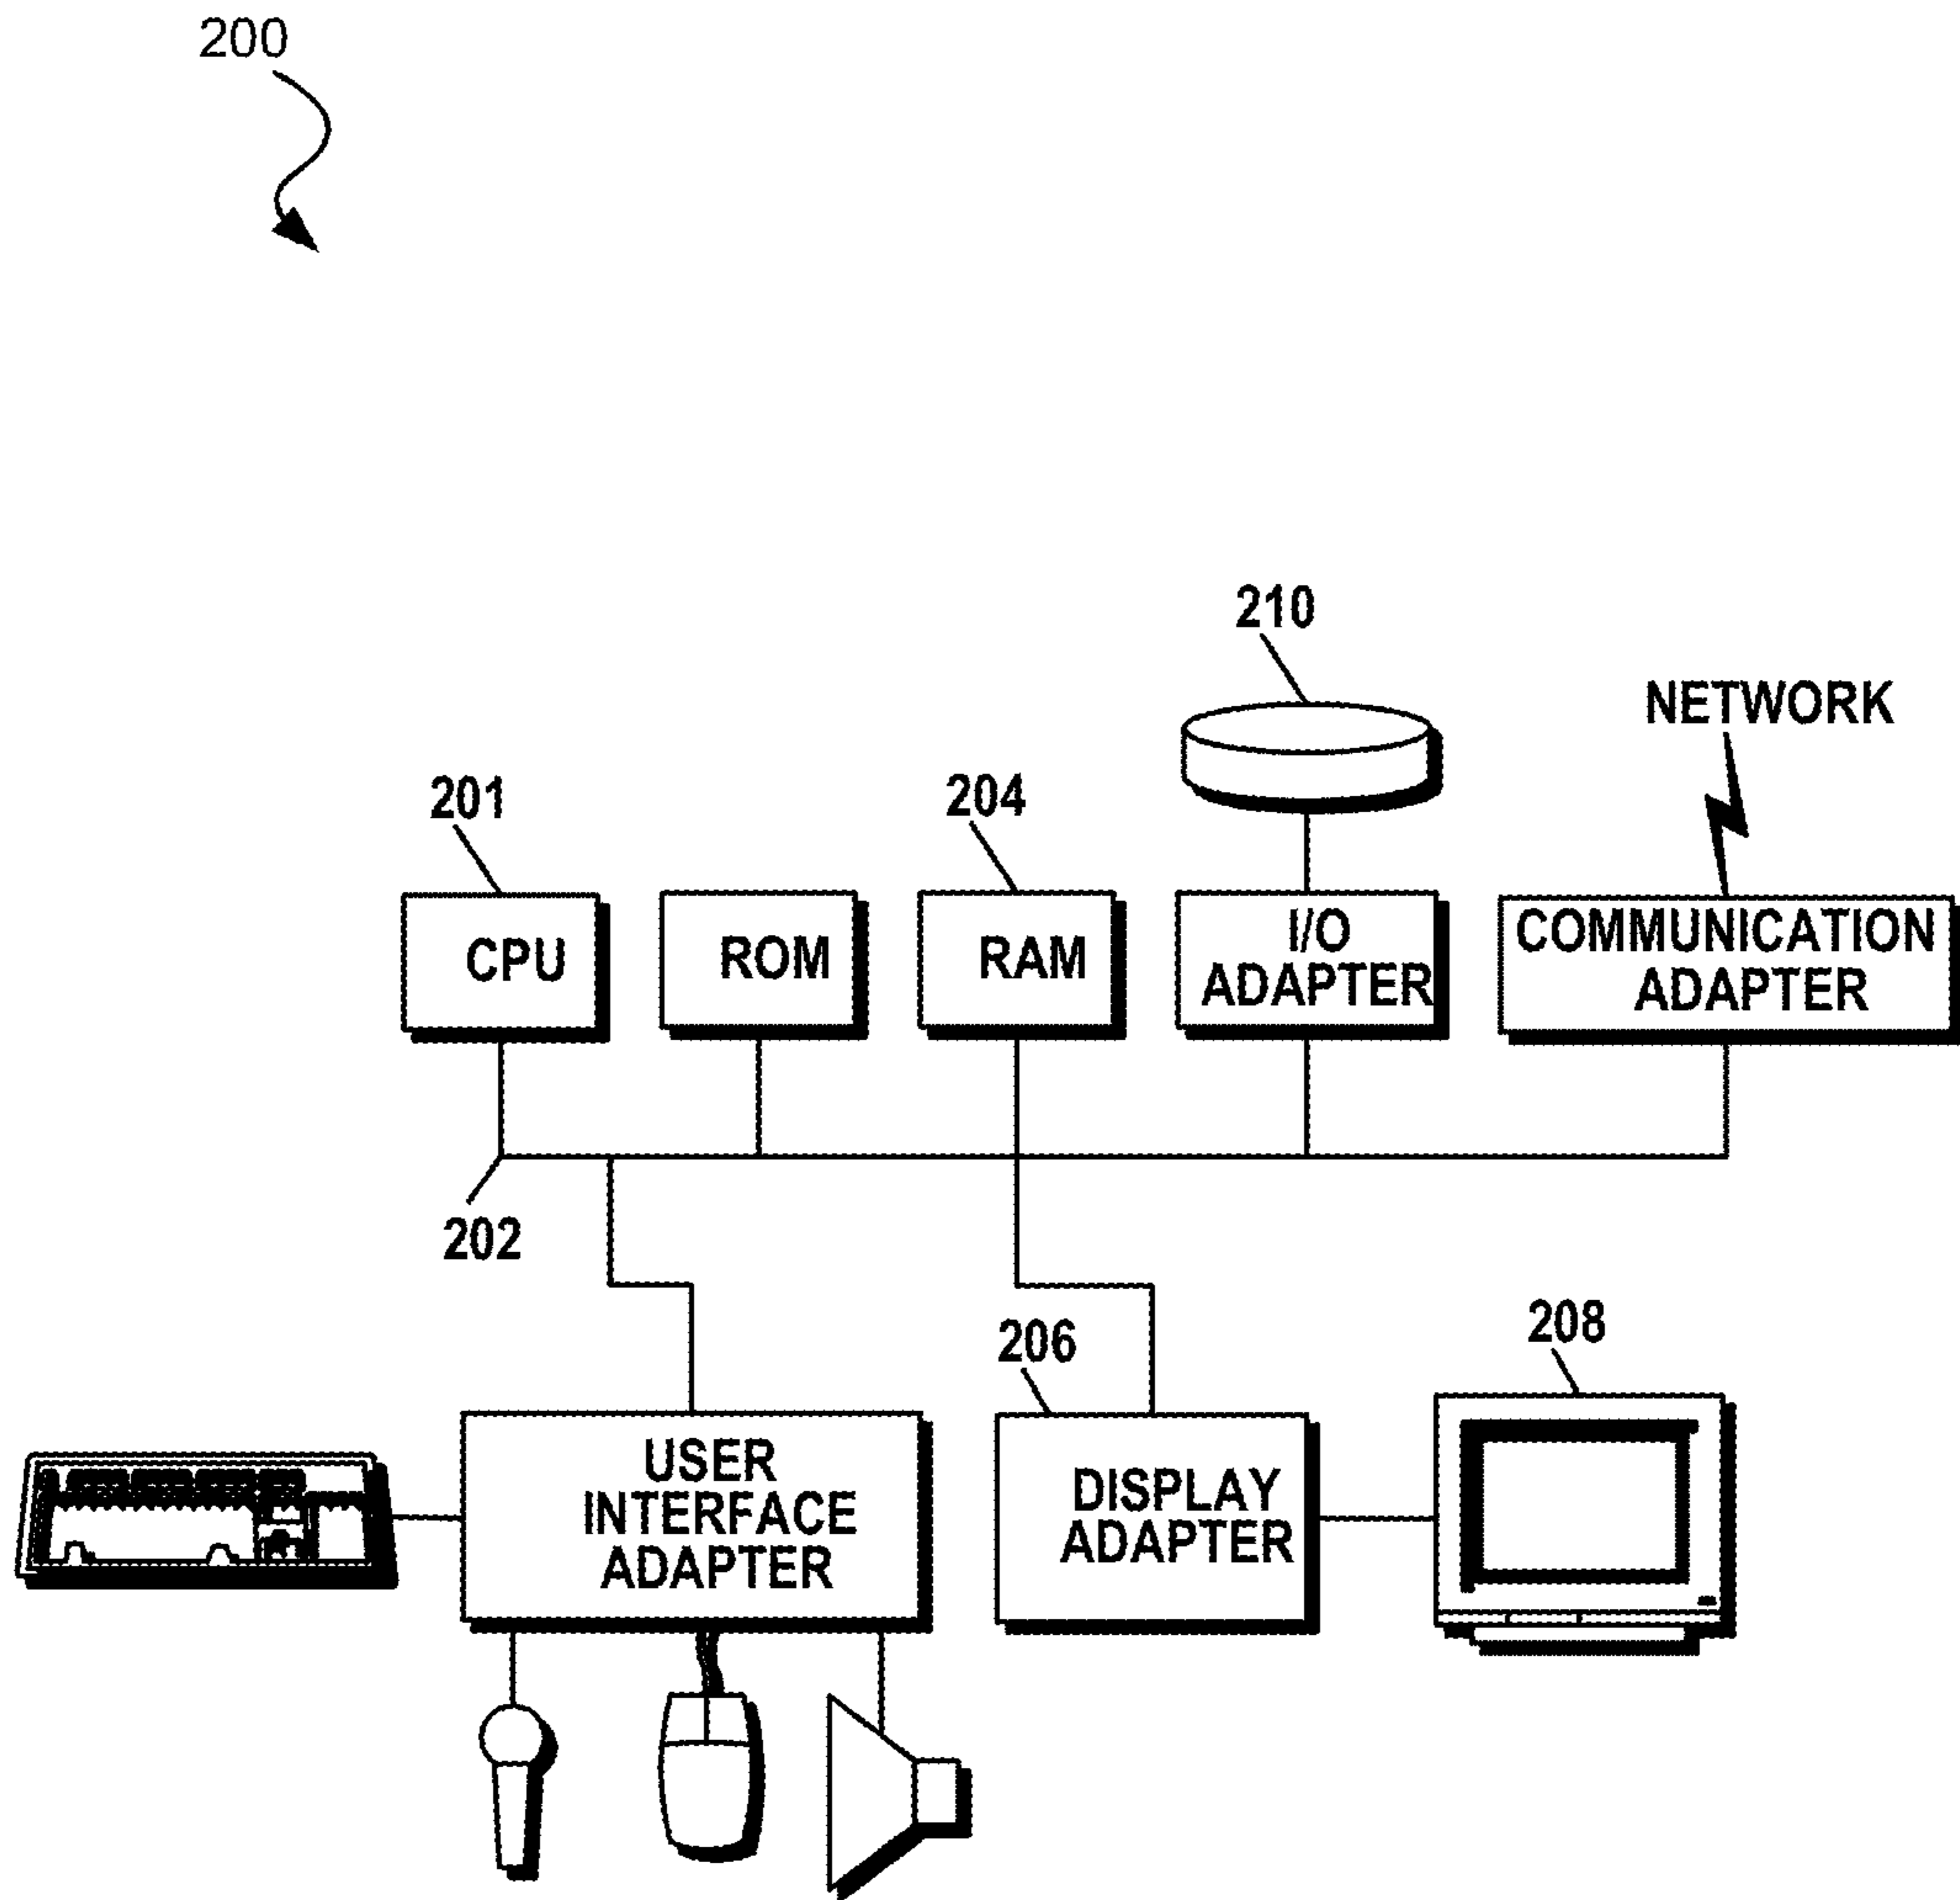 200
210
NETWORK
201
204
CPU
ROM
RAM
I/O
ADAPTER
COMMUNICATION
ADAPTER
202
206
208
USER
INTERFACE
ADAPTER
DISPLAY
ADAPTER